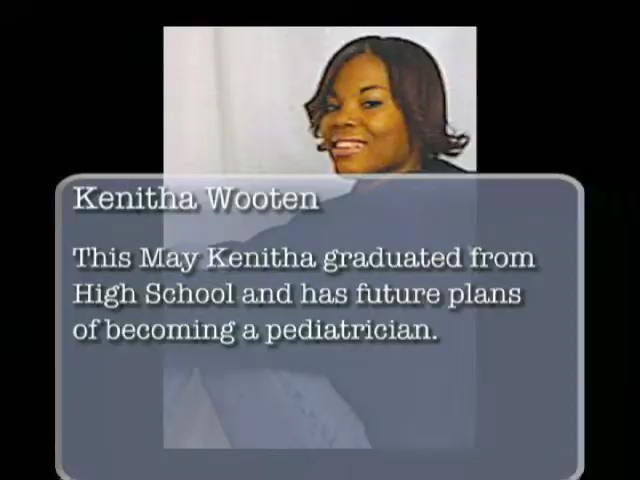 Kenitha Wooten
This May Kenitha graduated from
High School and has future plans
of becoming a pediatrician.